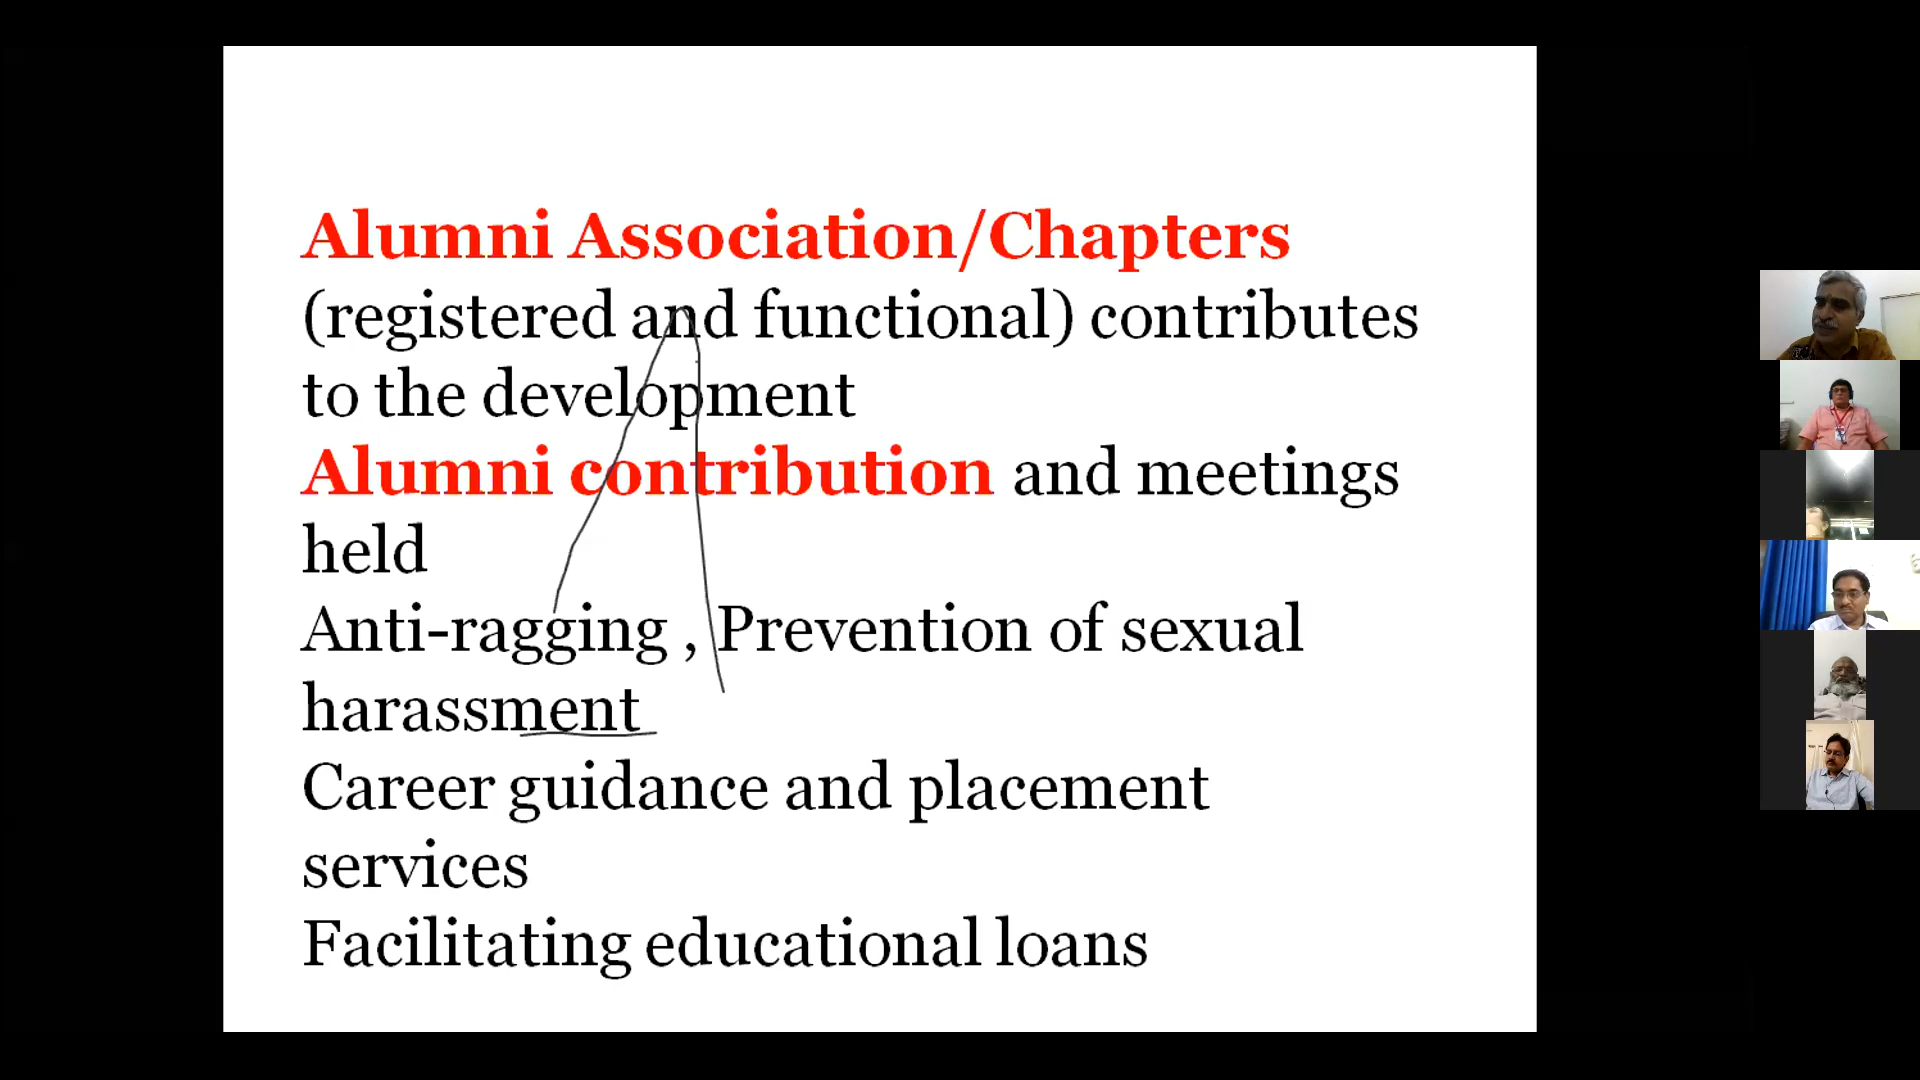 Alumni Association/Chapters
(registered and functional) contributes
to the development
Alumni contribution and meetings
held
Anti-ragging , Prevention of sexual
harassment
Career guidance and placement
services
Facilitating educational loans